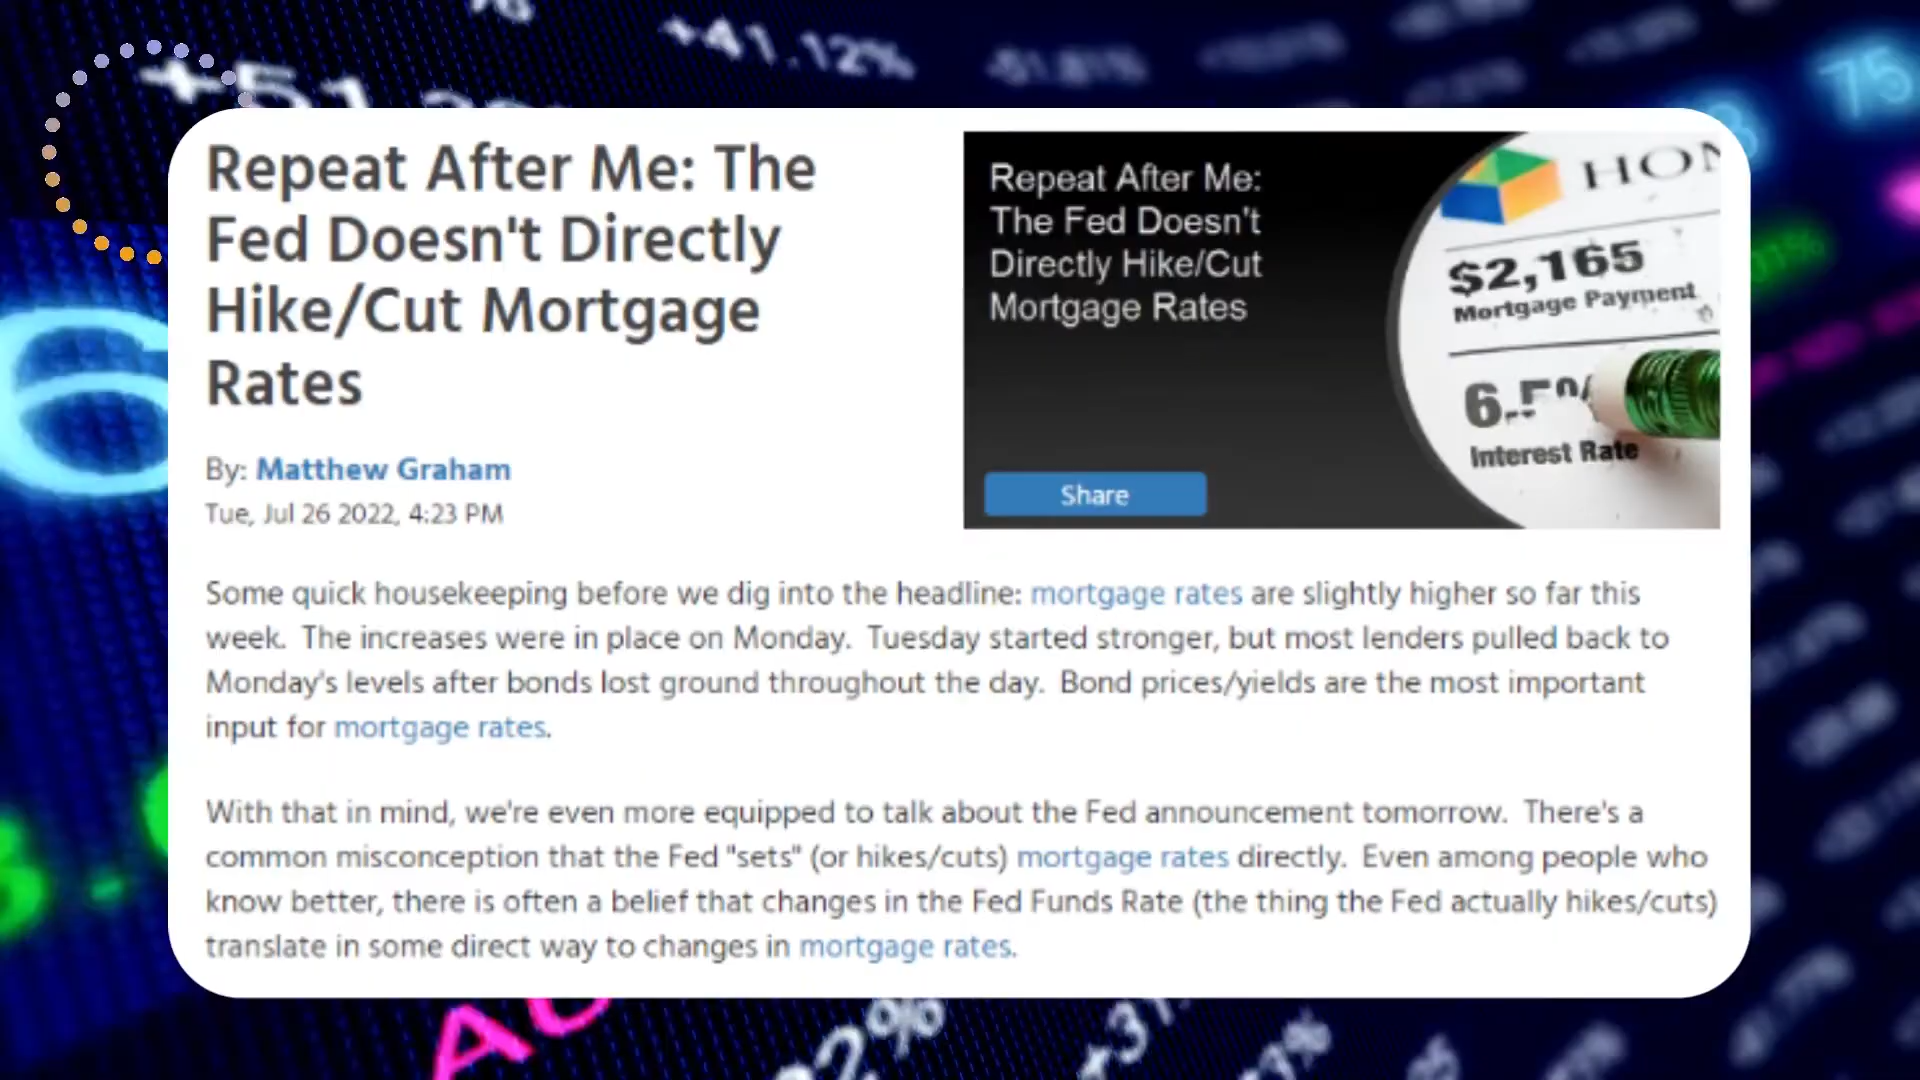 +41.12%
+51
75
Repeat After Me: The
Fed Doesn't Directly
Hike/Cut Mortgage
Rates
By: Matthew Graham
Tue, Jul 26 2022, 4:23 PM
Repeat After Me:
The Fed Doesn't
Directly Hike/Cut
Mortgage Rates
Share
$2,165
Mortgage Payment
Interest Rate
Some quick housekeeping before we dig into the headline: mortgage rates are slightly higher so far this
week.  The increases were in place on Monday.  Tuesday started stronger, but most lenders pulled back to
Monday's levels after bonds lost ground throughout the day.  Bond prices/yields are the most important
input for mortgage rates.
With that in mind, we're even more equipped to talk about the Fed announcement tomorrow.  There's a
common misconception that the Fed "sets" (or hikes/cuts) mortgage rates directly.  Even among people who
know better, there is often a belief that changes in the Fed Funds Rate (the thing the Fed actually hikes/cuts)
translate in some direct way to changes in mortgage rates.